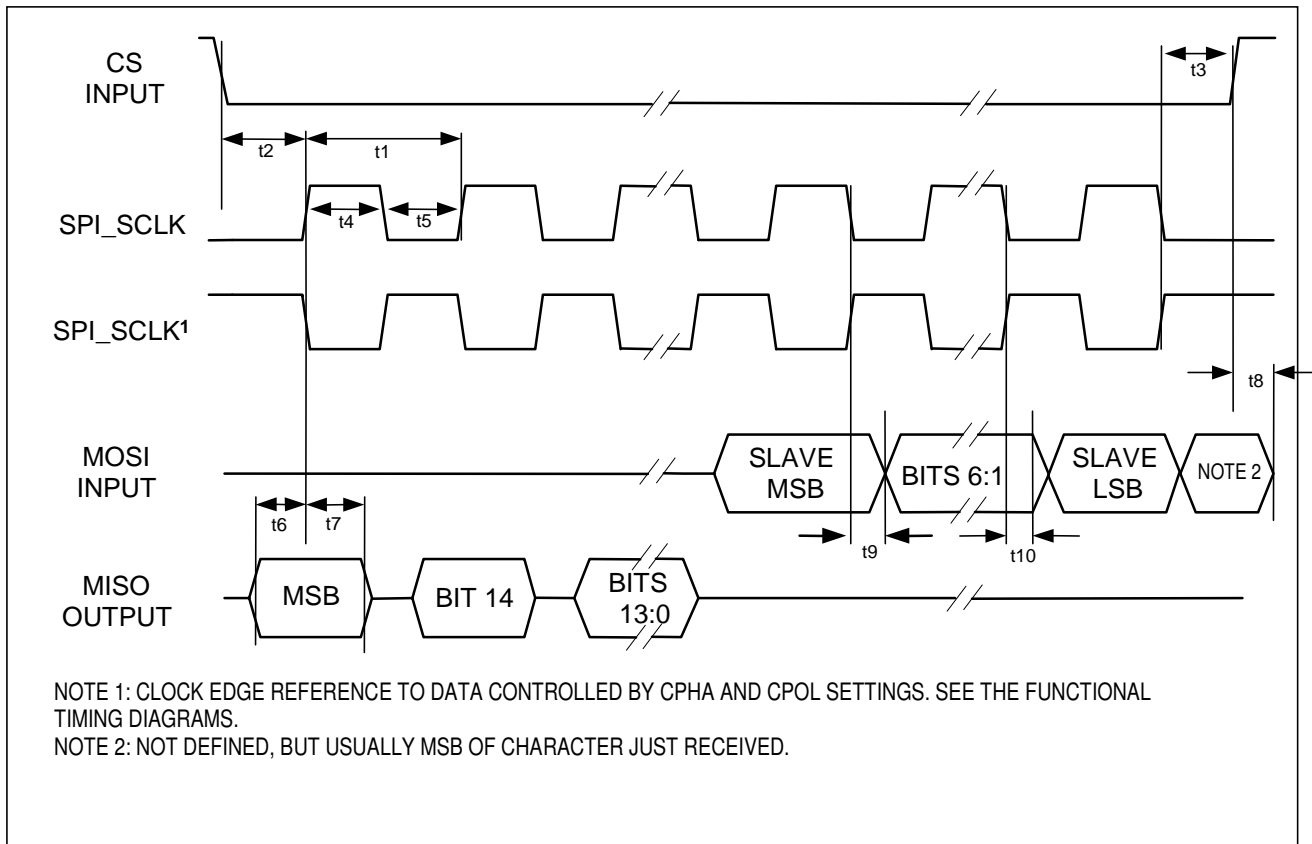 CS
INPUT
t3
t2
t1
SPI_SCLK
t4
t5
SPI_SCLK¹
t8
MOSI
INPUT
SLAVE
MSB
BITS 6:1
SLAVE
LSB
NOTE 2
t6
t7
t9
t10
MISO
OUTPUT
MSB
BIT 14
BITS
13:0
NOTE 1: CLOCK EDGE REFERENCE TO DATA CONTROLLED BY CPHA AND CPOL SETTINGS. SEE THE FUNCTIONAL
TIMING DIAGRAMS.
NOTE 2: NOT DEFINED, BUT USUALLY MSB OF CHARACTER JUST RECEIVED.